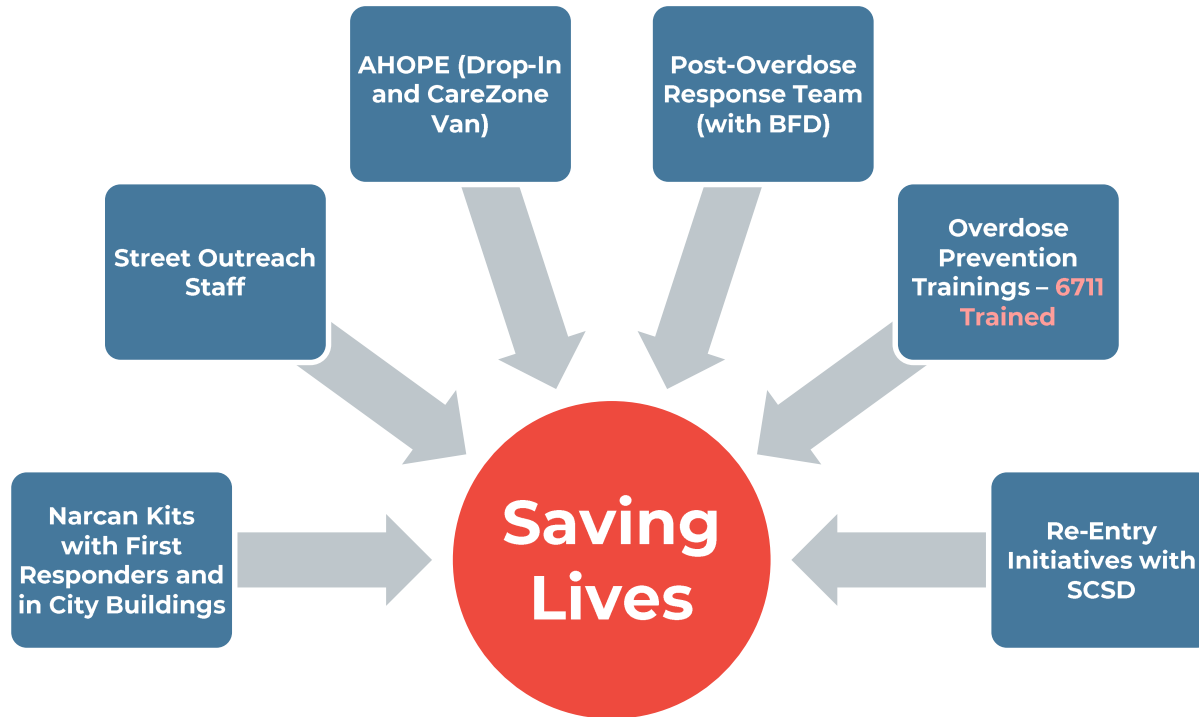 AHOPE (Drop-In
and CareZone
Van)
Post-Overdose
Response Team
(with BFD)
Street Outreach
Staff
Overdose
Prevention
Trainings – 6711
Trained
Narcan Kits
with First
Responders and
in City Buildings
Saving
Lives
Re-Entry
Initiatives with
SCSD